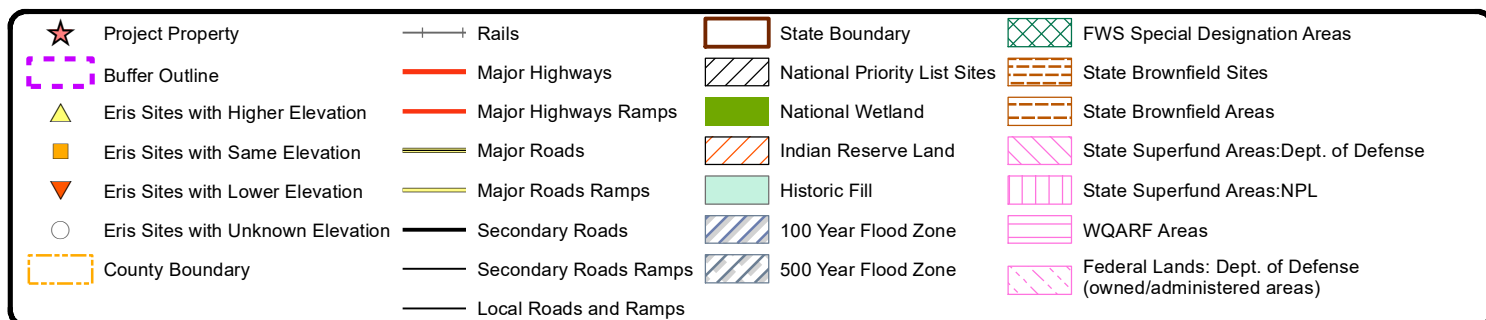 Project Property
Buffer Outline
Eris Sites with Higher Elevation
Eris Sites with Same Elevation
Eris Sites with Lower Elevation
Eris Sites with Unknown Elevation
County Boundary
Rails
Major Highways
Major Highways Ramps
Major Roads
Major Roads Ramps
Secondary Roads
Secondary Roads Ramps
Local Roads and Ramps
State Boundary
National Priority List Sites
National Wetland
Indian Reserve Land
Historic Fill
100 Year Flood Zone
500 Year Flood Zone
FWS Special Designation Areas
State Brownfield Sites
State Brownfield Areas
State Superfund Areas:Dept. of Defense
State Superfund Areas:NPL
WQARF Areas
Federal Lands: Dept. of Defense
(owned/administered areas)